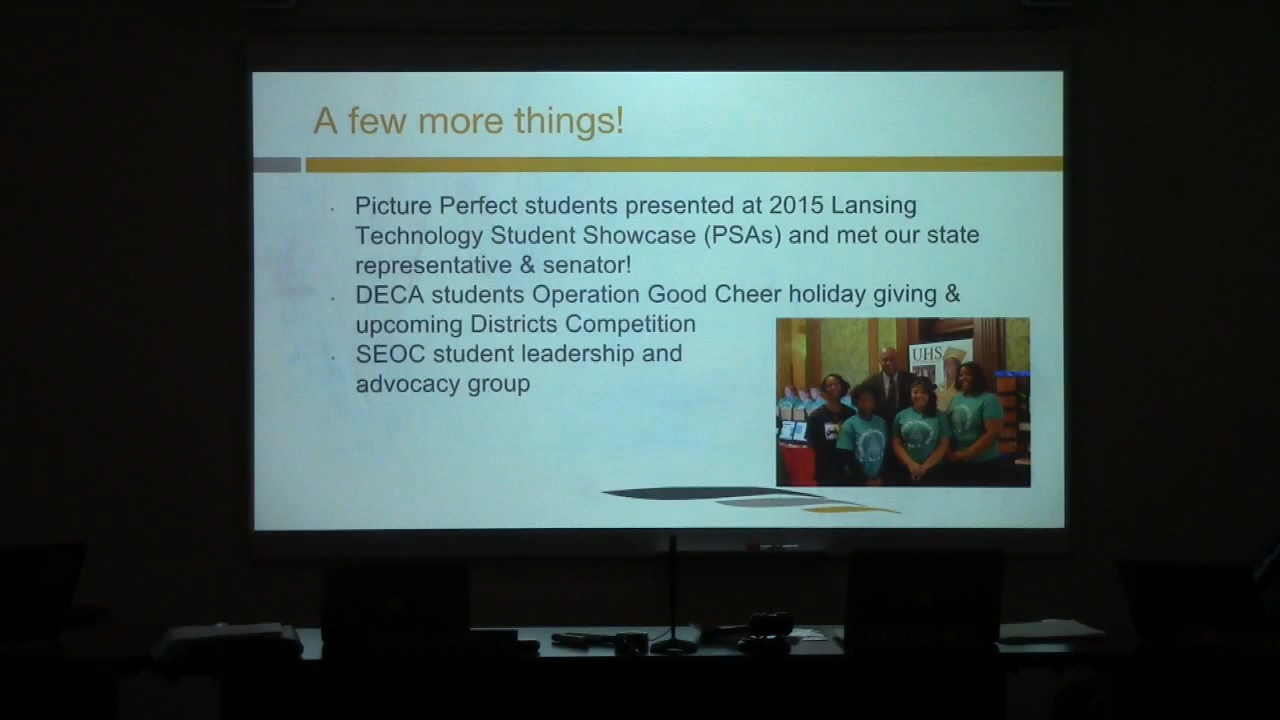 A few more things!
Picture Perfect students presented at 2015 Lansing
Technology Student Showcase (PSAs) and met our state
representative & senator!
DECA students Operation Good Cheer holiday giving &
upcoming Districts Competition
SEOC student leadership and
advocacy group
UHS